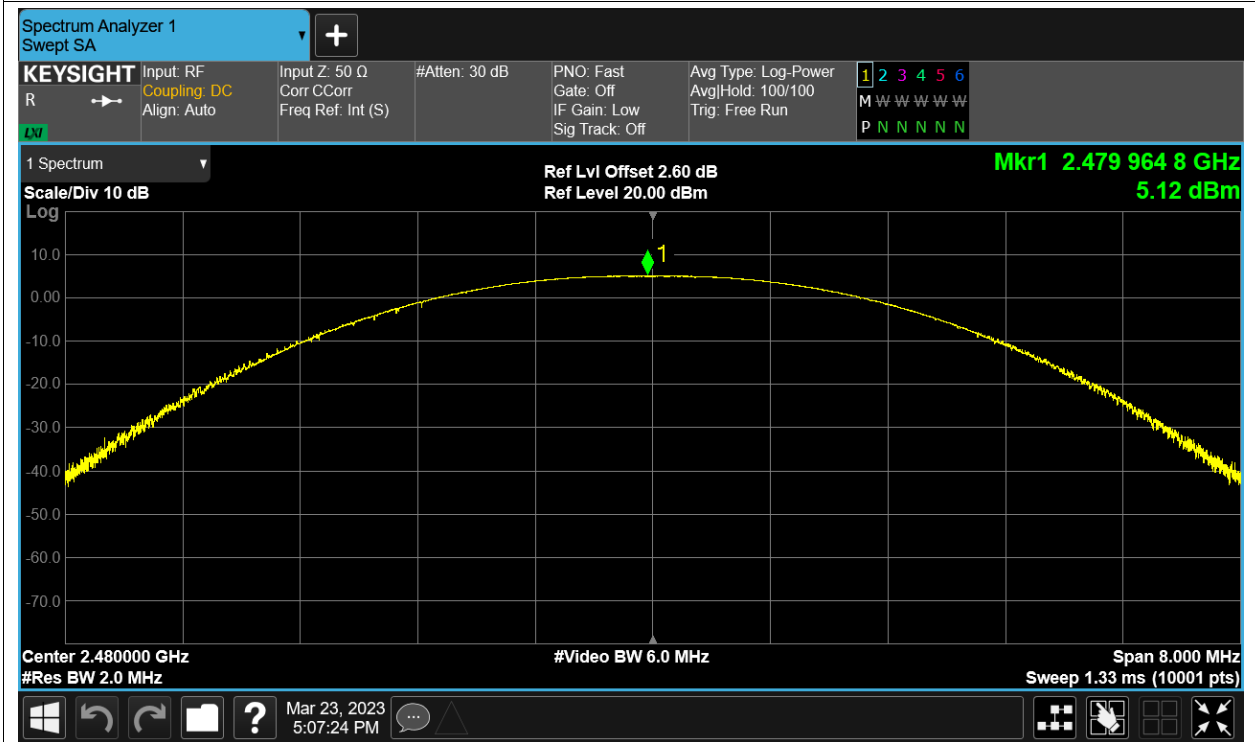 Spectrum Analyzer 1
Swept SA
+
KEYSIGHT
R
LXI
Input: RF
Coupling: DC
Align: Auto
Input Z: 50 Ω
Corr CCorr
Freq Ref: Int (S)
#Atten: 30 dB
PNO: Fast
Gate: Off
IF Gain: Low
Sig Track: Off
Avg Type: Log-Power
Avg|Hold: 100/100
Trig: Free Run
1 2 3 4 5 6
M W W W W W
P N N N N N
1 Spectrum
Scale/Div 10 dB
Ref Lvl Offset 2.60 dB
Ref Level 20.00 dBm
Mkr1 2.479 964 8 GHz
5.12 dBm
Log
10.0
0.00
-10.0
-20.0
-30.0
-40.0
-50.0
-60.0
-70.0
1
Center 2.480000 GHz
#Res BW 2.0 MHz
#Video BW 6.0 MHz
Span 8.000 MHz
Sweep 1.33 ms (10001 pts)
?
Mar 23, 2023
5:07:24 PM